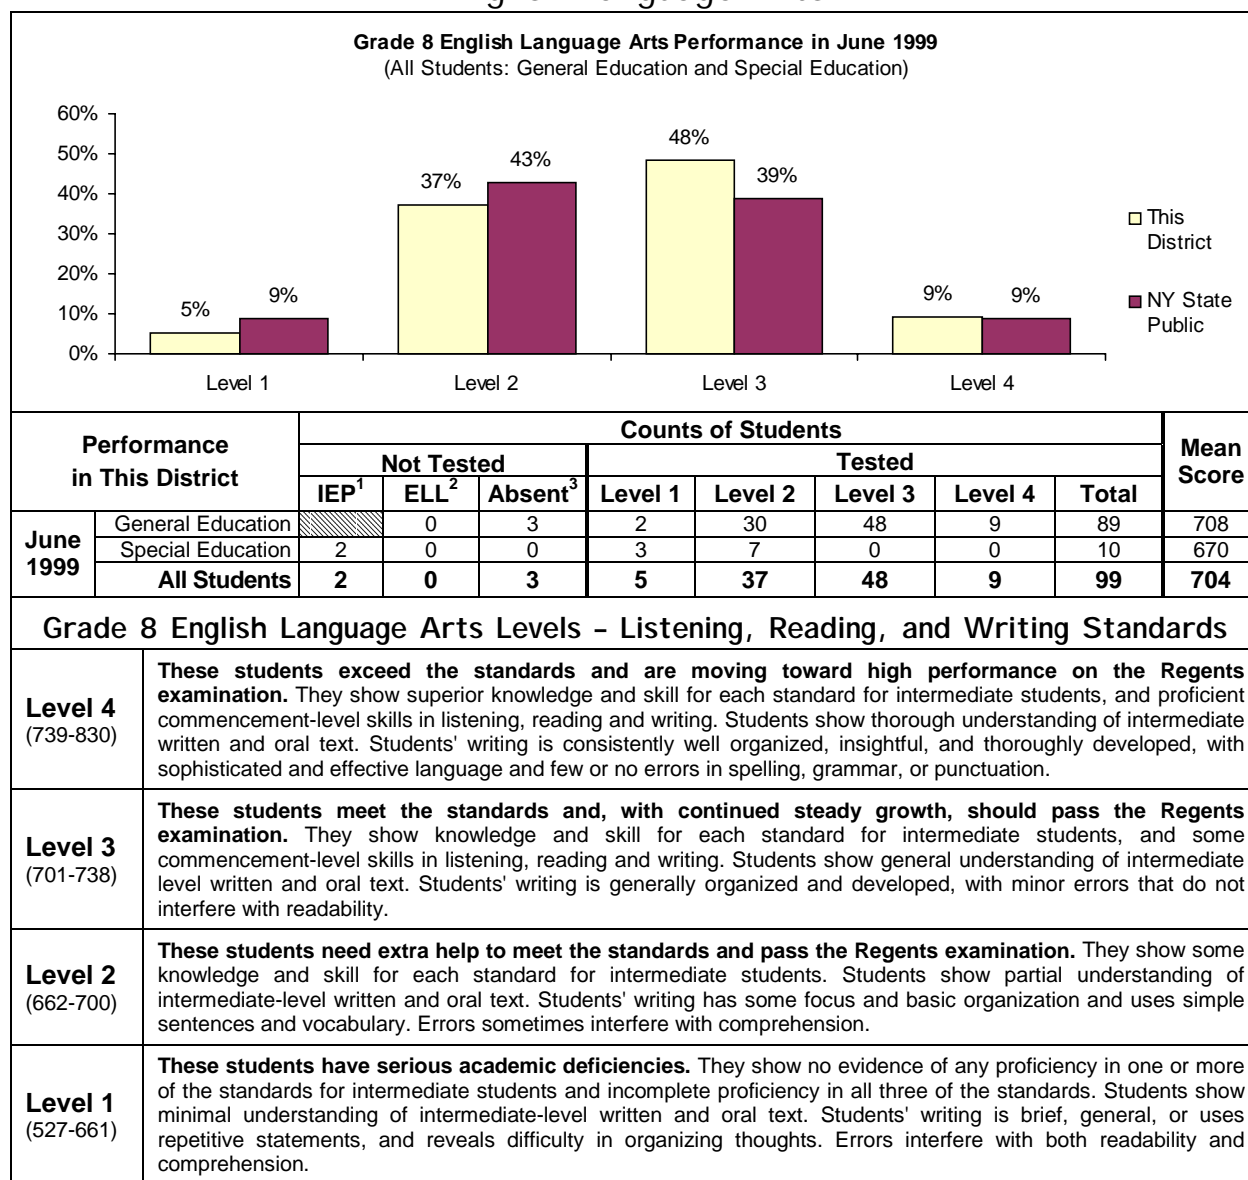 Grade 8 English Language Arts Performance in June 1999
(All Students: General Education and Special Education)
60%
50%
40%
30%
20%
10%
0%
5%
9%
37%
43%
48%
39%
9%
9%
Level 1
Level 2
Level 3
Level 4
This
District
NY State
Public
Performance
in This District
Counts of Students
Mean
Score
Not Tested
Tested
IEP1 ELL2 Absent3 Level 1 Level 2 Level 3 Level 4 Total
June
1999
General Education 0 3 2 30 48 9 89 708
Special Education 2 0 0 3 7 0 0 10 670
All Students 2 0 3 5 37 48 9 99 704
Grade 8 English Language Arts Levels – Listening, Reading, and Writing Standards
Level 4
(739-830)
These students exceed the standards and are moving toward high performance on the Regents
examination. They show superior knowledge and skill for each standard for intermediate students, and proficient
commencement-level skills in listening, reading and writing. Students show thorough understanding of intermediate
written and oral text. Students' writing is consistently well organized, insightful, and thoroughly developed, with
sophisticated and effective language and few or no errors in spelling, grammar, or punctuation.
Level 3
(701-738)
These students meet the standards and, with continued steady growth, should pass the Regents
examination. They show knowledge and skill for each standard for intermediate students, and some
commencement-level skills in listening, reading and writing. Students show general understanding of intermediate
level written and oral text. Students' writing is generally organized and developed, with minor errors that do not
interfere with readability.
Level 2
(662-700)
These students need extra help to meet the standards and pass the Regents examination. They show some
knowledge and skill for each standard for intermediate students. Students show partial understanding of
intermediate-level written and oral text. Students' writing has some focus and basic organization and uses simple
sentences and vocabulary. Errors sometimes interfere with comprehension.
Level 1
(527-661)
These students have serious academic deficiencies. They show no evidence of any proficiency in one or more
of the standards for intermediate students and incomplete proficiency in all three of the standards. Students show
minimal understanding of intermediate-level written and oral text. Students' writing is brief, general, or uses
repetitive statements, and reveals difficulty in organizing thoughts. Errors interfere with both readability and
comprehension.